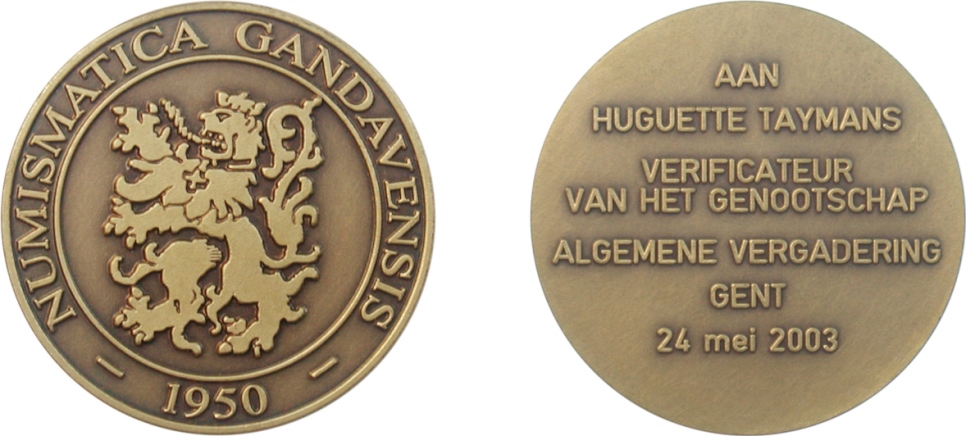 NUMISMATICA GANDAVENSIS
1950
AAN
HUGUETTE TAYMANS
VERIFICATEUR
VAN HET GENOOTSCHAP
ALGEMENE VERGADERING
GENT
24 mei 2003